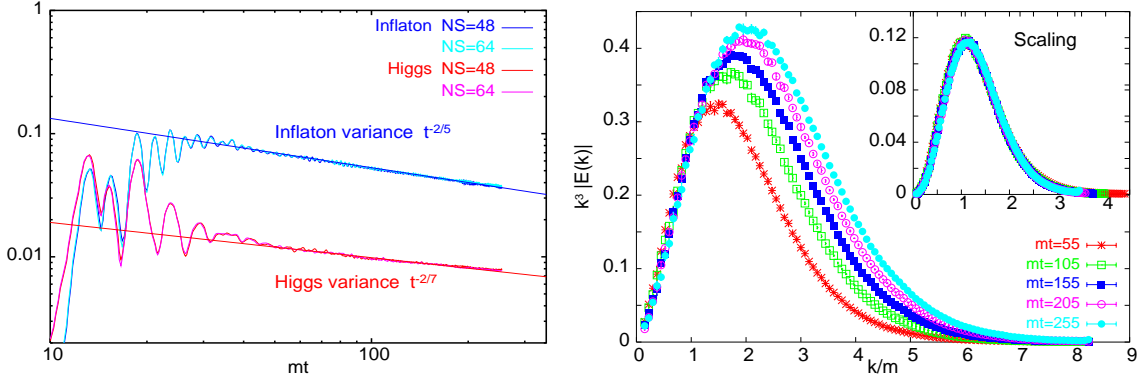 1
0.1
0.01
10
100
mt
Inflaton NS=48
NS=64
Higgs NS=48
NS=64
Inflaton variance t-2/5
Higgs variance t-2/7
k³ |E(k)|
0.4
0.3
0.2
0.1
0
0 1 2 3 4 5 6 7 8 9
k/m
mt=55
mt=105
mt=155
mt=205
mt=255
Scaling
0.12
0.08
0.04
0
0 1 2 3 4